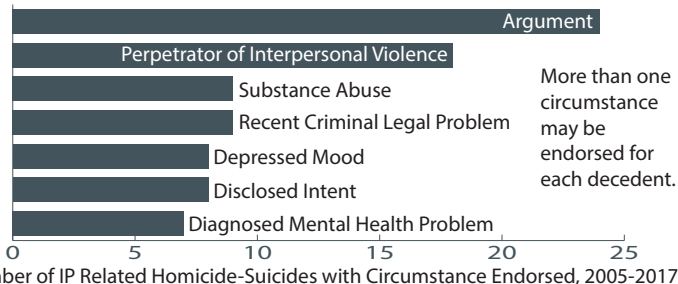 Argument
Perpetrator of Interpersonal Violence
Substance Abuse
Recent Criminal Legal Problem
Depressed Mood
Disclosed Intent
Diagnosed Mental Health Problem
More than one
circumstance
may be
endorsed for
each decedent.
0 5 10 15 20 25
of IP Related Homicide-Suicides with Circumstance Endorsed, 2005-2017